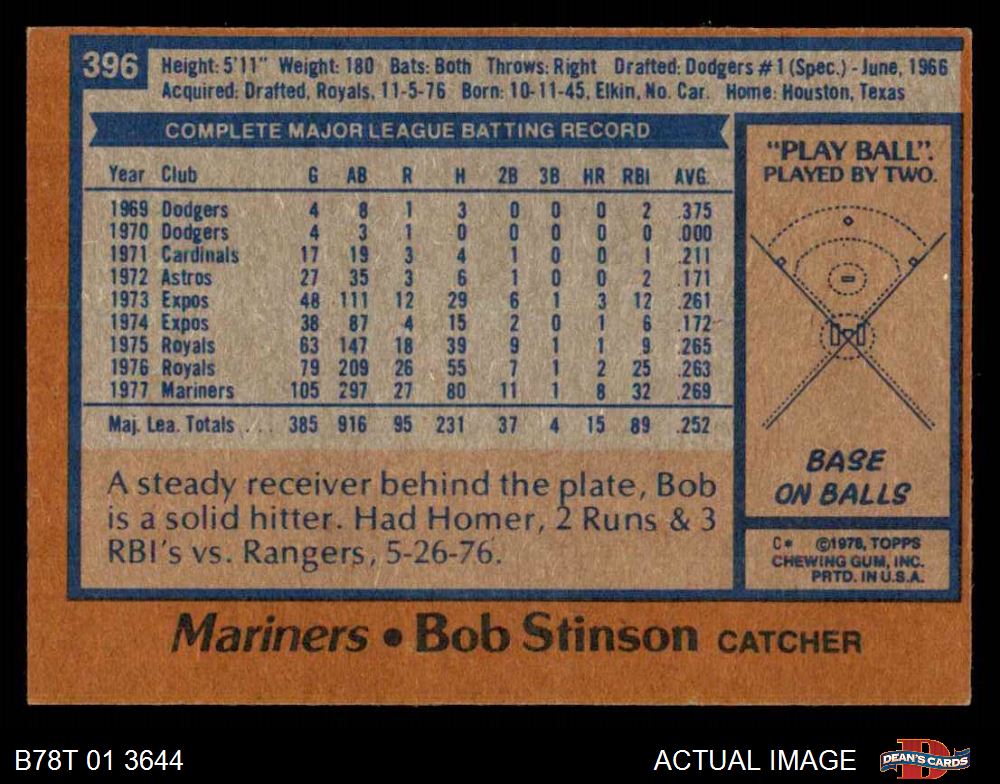 396
Height: 5'11" Weight: 180 Bats: Both Throws: Right Drafted: Dodgers #1 (Spec.) - June, 1966
Acquired: Drafted, Royals, 11-5-76 Born: 10-11-45, Elkin, No. Car. Home: Houston, Texas
COMPLETE MAJOR LEAGUE BATTING RECORD
Year Club G AB R H 2B 3B HR RBI AVG.
1969 Dodgers 4 8 1 3 0 0 0 2 .375
1970 Dodgers 4 3 1 0 0 0 0 0 .000
1971 Cardinals 17 19 3 4 1 0 0 1 .211
1972 Astros 27 35 3 6 1 0 0 2 .171
1973 Expos 48 111 12 29 6 1 3 12 .261
1974 Expos 38 87 4 15 2 0 1 6 .172
1975 Royals 63 147 18 39 9 1 1 9 .265
1976 Royals 79 209 26 55 7 1 2 25 .263
1977 Mariners 105 297 27 80 11 1 8 32 .269
Maj. Lea. Totals ... 385 916 95 231 37 4 15 89 .252
A steady receiver behind the plate, Bob
is a solid hitter. Had Homer, 2 Runs & 3
RBI's vs. Rangers, 5-26-76.
"PLAY BALL".
PLAYED BY TWO.
BASE
ON BALLS
C* ©1978, TOPPS
CHEWING GUM, INC.
PRTD. IN U.S.A.
Mariners • Bob Stinson CATCHER
B78T 01 3644
ACTUAL IMAGE
DEAN'S CARDS